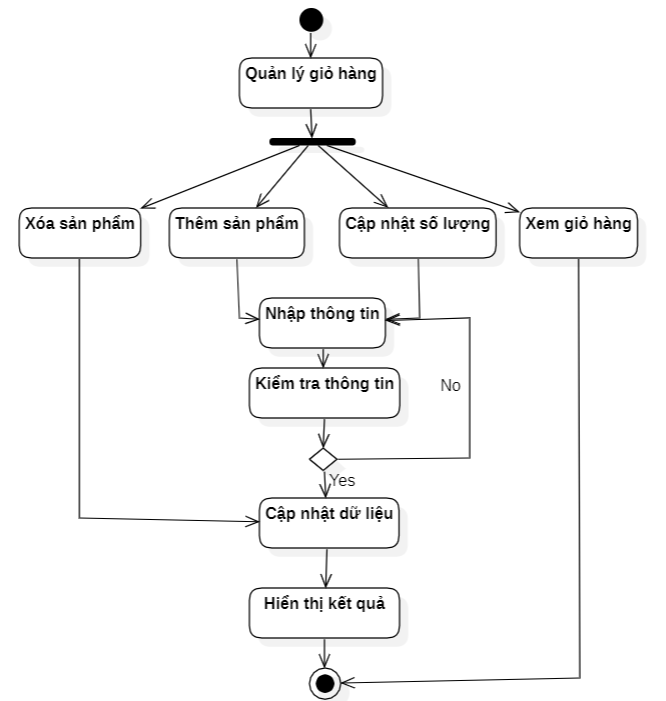 Quản lý giỏ hàng
Xóa sản phẩm
Thêm sản phẩm
Cập nhật số lượng
Xem giỏ hàng
Nhập thông tin
Kiểm tra thông tin
No
Yes
Cập nhật dữ liệu
Hiển thị kết quả